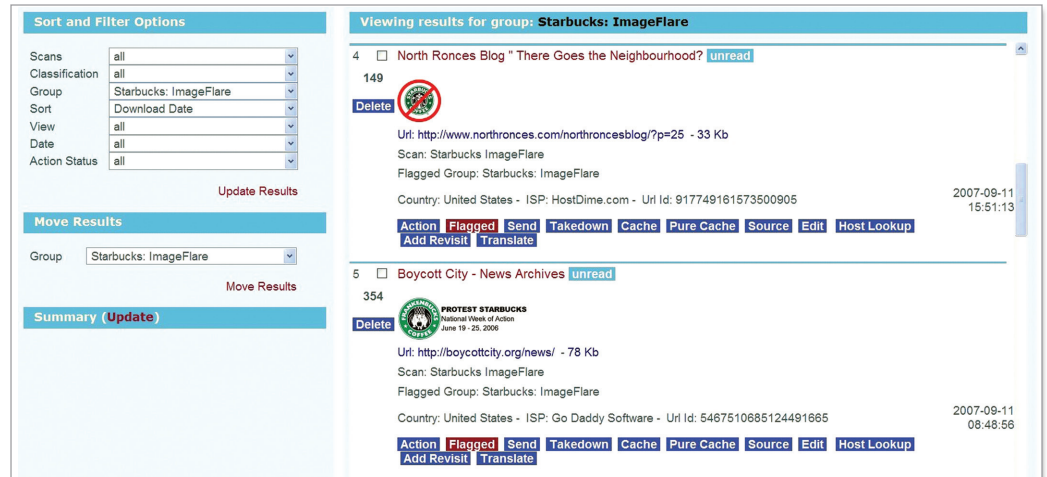 Sort and Filter Options
Scans all
Classification all
Group Starbucks: ImageFlare
Sort Download Date
View all
Date all
Action Status all
Update Results
Move Results
Group Starbucks: ImageFlare
Move Results
Summary (Update)
Viewing results for group: Starbucks: ImageFlare
4 North Ronces Blog " There Goes the Neighbourhood? unread
149
Delete
Url: http://www.northronces.com/northroncesblog/?p=25 - 33 Kb
Scan: Starbucks ImageFlare
Flagged Group: Starbucks: ImageFlare
Country: United States - ISP: HostDime.com - Url Id: 917749161573500905
2007-09-11
15:51:13
Action Flagged Send Takedown Cache Pure Cache Source Edit Host Lookup
Add Revisit Translate
5 Boycott City - News Archives unread
354
Delete
FRANKENBUCKS
COFFEE
PROTEST STARBUCKS
National Week of Action
June 19 - 25, 2006
Url: http://boycottcity.org/news/ - 78 Kb
Scan: Starbucks ImageFlare
Flagged Group: Starbucks: ImageFlare
Country: United States - ISP: Go Daddy Software - Url Id: 5467510685124491665
2007-09-11
08:48:56
Action Flagged Send Takedown Cache Pure Cache Source Edit Host Lookup
Add Revisit Translate